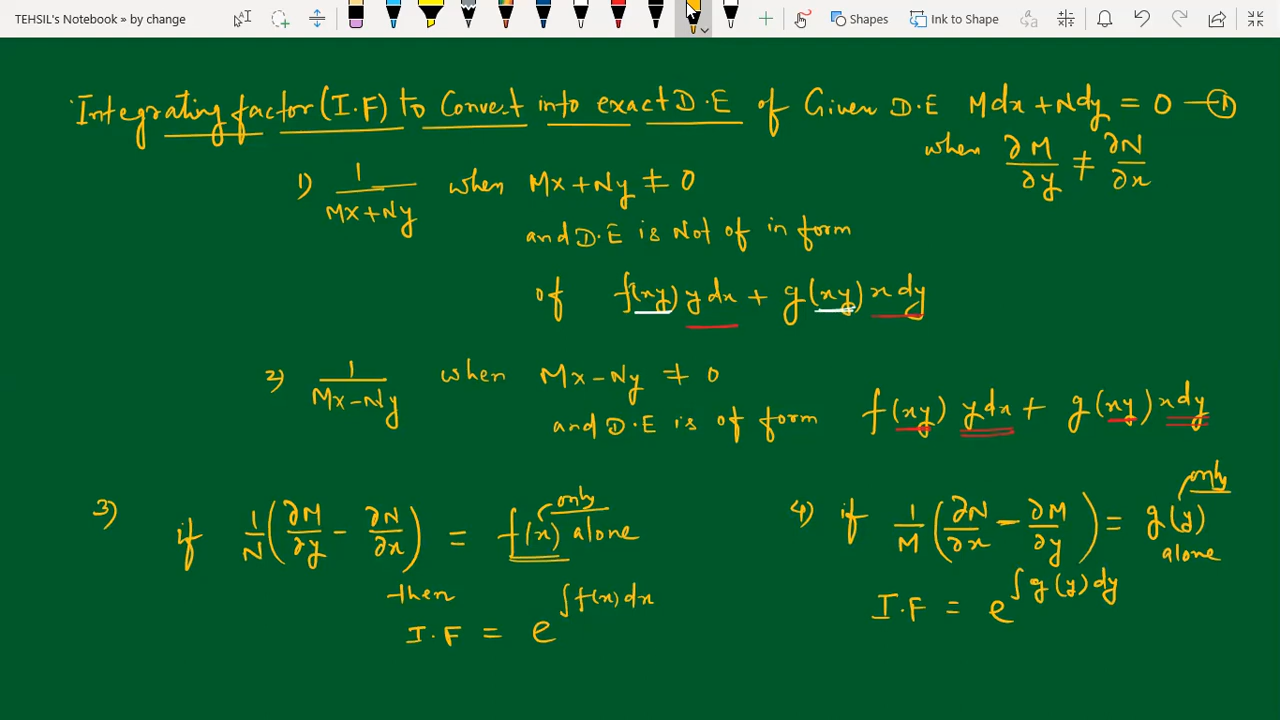 TEHSIL's Notebook » by change
Shapes
Ink to Shape
Integrating factor (I.F) to Convert into exact D.E of Given D.E Mdx + Ndy = 0 —①
when ∂M/∂y ≠ ∂N/∂x
1) 1/(Mx+Ny) when Mx + Ny ≠ 0
and D.E is Not of in form
of f(xy) y dx + g(xy) x dy
2) 1/(Mx-Ny) when Mx - Ny ≠ 0
and D.E is of form f(xy) ydx + g(xy) xdy
3) if 1/N (∂M/∂y - ∂N/∂x) = f(x) only alone
then
I.F = e^∫f(x)dx
4) if 1/M (∂N/∂x - ∂M/∂y) = g(y) only
alone
I.F = e^∫g(y)dy